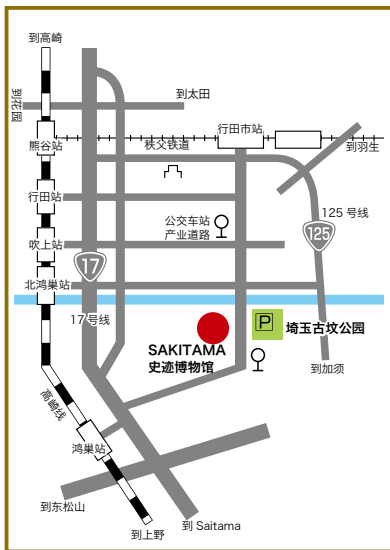 到高崎
到花园
到太田
行田市站
熊谷站
秩父铁道
到羽生
行田站
公交车站
产业道路
125 号线
125
吹上站
17
北鸿巢站
17 号线
P
埼玉古坟公园
SAKITAMA
史迹博物馆
到加须
高崎线
鸿巢站
到东松山
到 Saitama
到上野